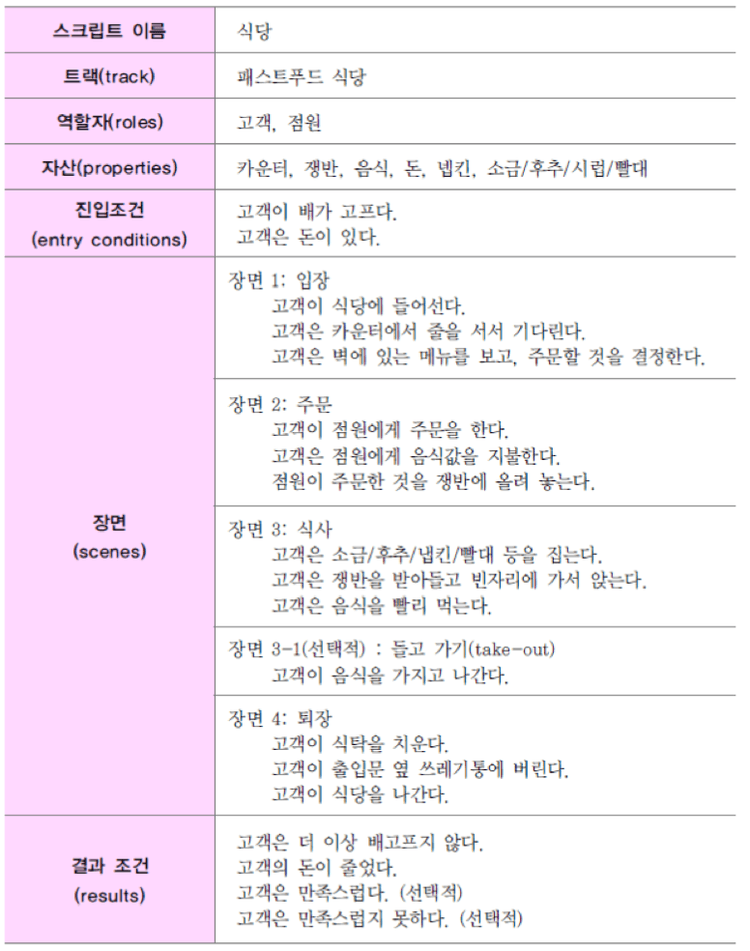 스크립트 이름
식당
트랙(track)
패스트푸드 식당
역할자(roles)
고객, 점원
자산(properties)
카운터, 쟁반, 음식, 돈, 넵킨, 소금/후추/시럽/빨대
진입조건
(entry conditions)
고객이 배가 고프다.
고객은 돈이 있다.
장면
(scenes)
장면 1: 입장
고객이 식당에 들어선다.
고객은 카운터에서 줄을 서서 기다린다.
고객은 벽에 있는 메뉴를 보고, 주문할 것을 결정한다.
장면 2: 주문
고객이 점원에게 주문을 한다.
고객은 점원에게 음식값을 지불한다.
점원이 주문한 것을 쟁반에 올려 놓는다.
장면 3: 식사
고객은 소금/후추/냅킨/빨대 등을 집는다.
고객은 쟁반을 받아들고 빈자리에 가서 앉는다.
고객은 음식을 빨리 먹는다.
장면 3-1(선택적) : 들고 가기(take-out)
고객이 음식을 가지고 나간다.
장면 4: 퇴장
고객이 식탁을 치운다.
고객이 출입문 옆 쓰레기통에 버린다.
고객이 식당을 나간다.
결과 조건
(results)
고객은 더 이상 배고프지 않다.
고객의 돈이 줄었다.
고객은 만족스럽다. (선택적)
고객은 만족스럽지 못하다. (선택적)